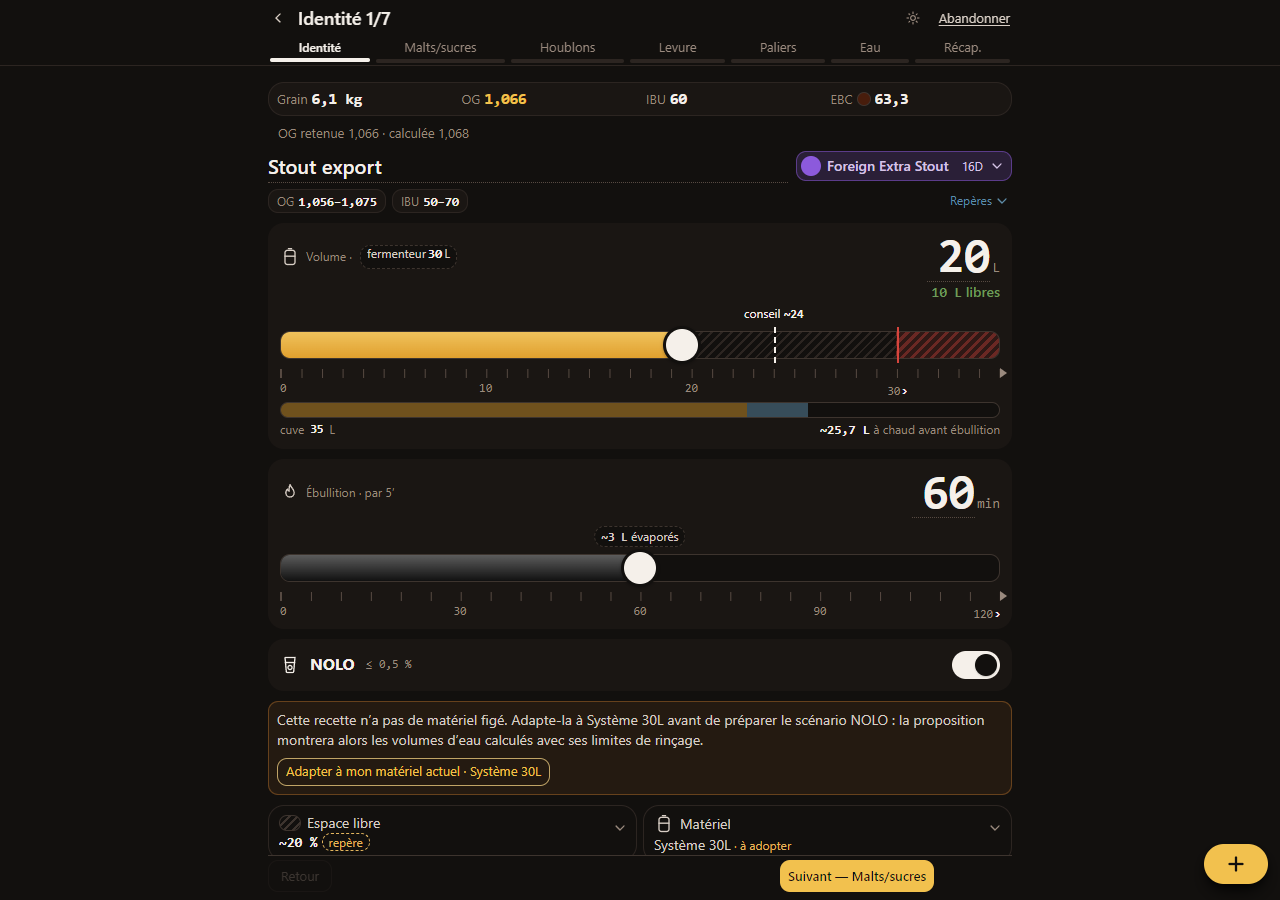 Identité 1/7
Abandonner
Identité
Malts/sucres
Houblons
Levure
Paliers
Eau
Récap.
Grain 6,1 kg
OG 1,066
IBU 60
EBC 63,3
OG retenue 1,066 · calculée 1,068
Stout export
Foreign Extra Stout 16D
OG 1,056–1,075
IBU 50–70
Repères
Volume · fermenteur 30 L
20 L
10 L libres
conseil ~24
0 10 20 30 ›
cuve 35 L
~25,7 L à chaud avant ébullition
Ébullition · par 5′
60 min
~3 L évaporés
0 30 60 90 120 ›
NOLO ≤ 0,5 %
Cette recette n’a pas de matériel figé. Adapte-la à Système 30L avant de préparer le scénario NOLO : la proposition
montrera alors les volumes d’eau calculés avec ses limites de rinçage.
Adapter à mon matériel actuel · Système 30L
Espace libre
~20 % repère
Matériel
Système 30L · à adopter
Retour
Suivant — Malts/sucres
+